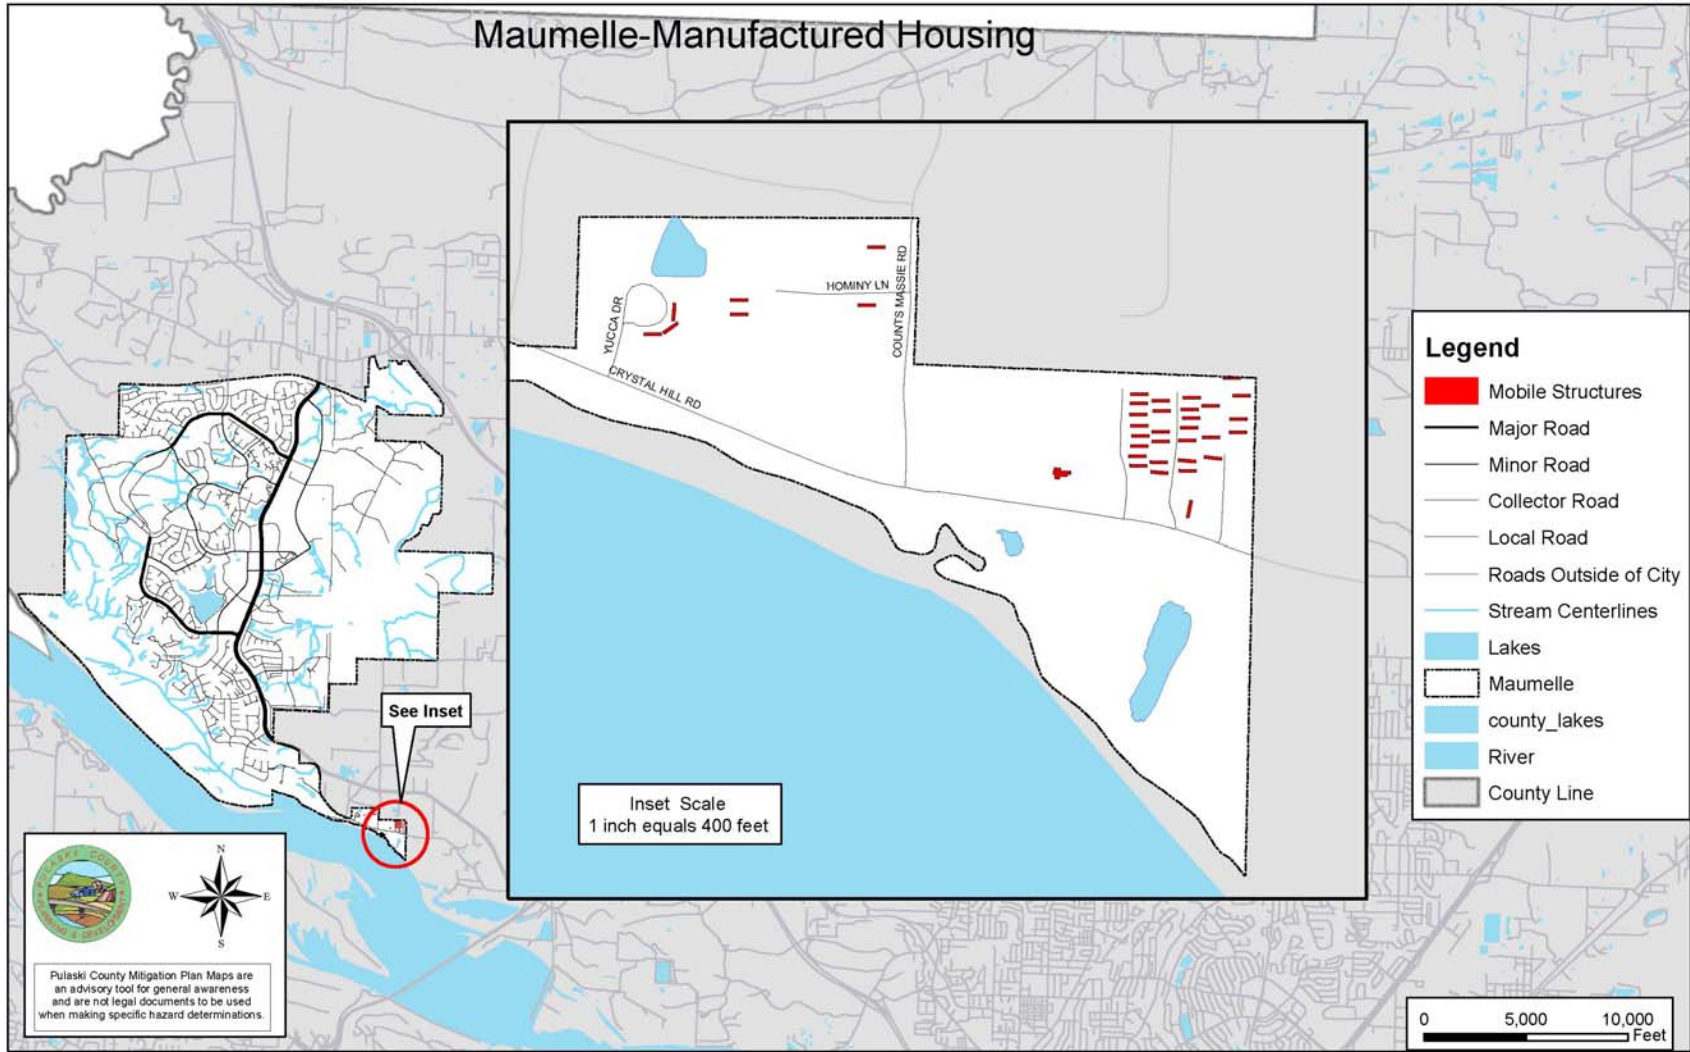 Maumelle-Manufactured Housing
HOMINY LN
COUNTS MASSIE RD
YUCCA DR
CRYSTAL HILL RD
See Inset
Inset Scale
1 inch equals 400 feet
Legend
Mobile Structures
Major Road
Minor Road
Collector Road
Local Road
Roads Outside of City
Stream Centerlines
Lakes
Maumelle
county_lakes
River
County Line
PULASKI COUNTY
PLANNING & DEVELOPMENT
N
W
E
S
Pulaski County Mitigation Plan Maps are
an advisory tool for general awareness
and are not legal documents to be used
when making specific hazard determinations.
0 5,000 10,000
Feet